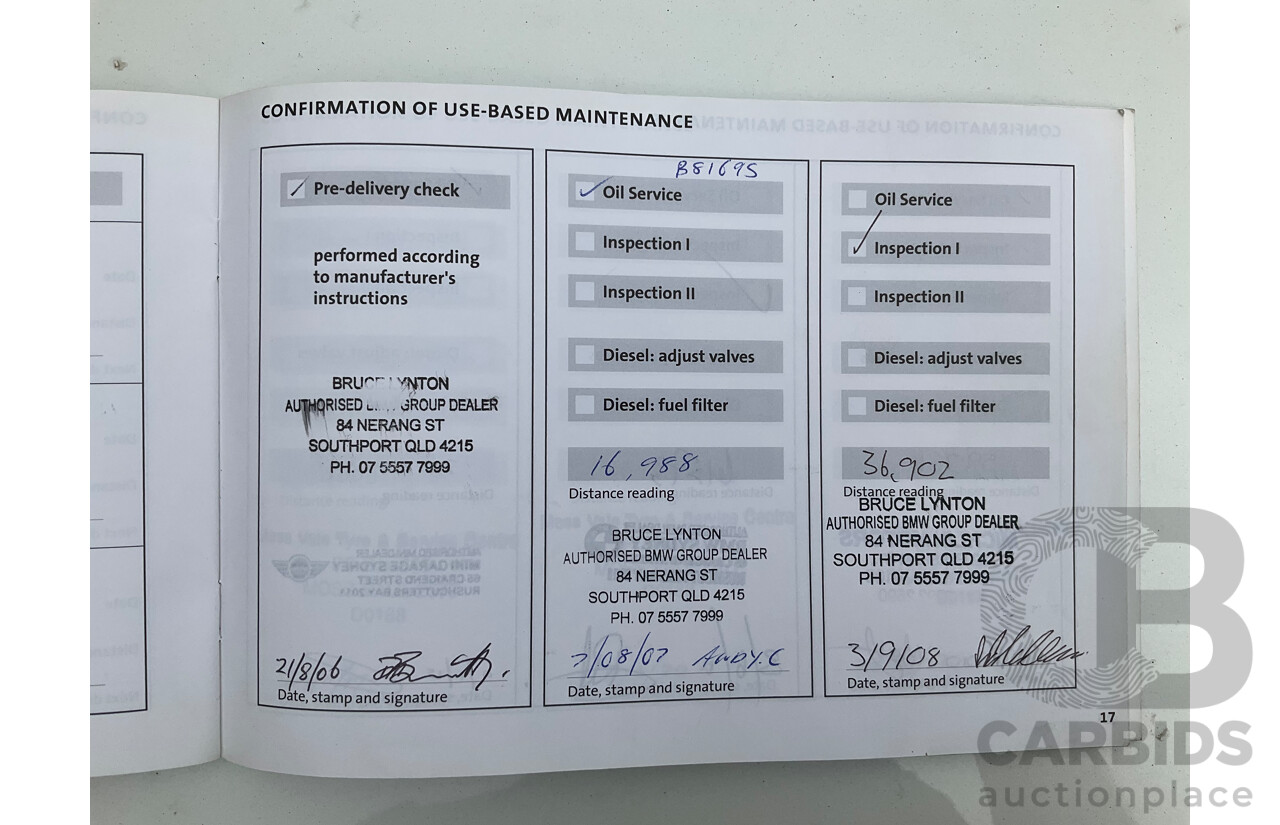 CONFIRMATION OF USE-BASED MAINTENANCE
Pre-delivery check
performed according
to manufacturer's
instructions
BRUCE LYNTON
AUTHORISED BMW GROUP DEALER
84 NERANG ST
SOUTHPORT QLD 4215
PH. 07 5557 7999
21/8/06
Date, stamp and signature
B8169S
Oil Service
Inspection I
Inspection II
Diesel: adjust valves
Diesel: fuel filter
16,988
Distance reading
BRUCE LYNTON
AUTHORISED BMW GROUP DEALER
84 NERANG ST
SOUTHPORT QLD 4215
PH. 07 5557 7999
7/08/07 ANDY.C
Date, stamp and signature
Oil Service
Inspection I
Inspection II
Diesel: adjust valves
Diesel: fuel filter
36,902
Distance reading
BRUCE LYNTON
AUTHORISED BMW GROUP DEALER
84 NERANG ST
SOUTHPORT QLD 4215
PH. 07 5557 7999
3/9/08
Date, stamp and signature
17
CARBIDS
auctionplace